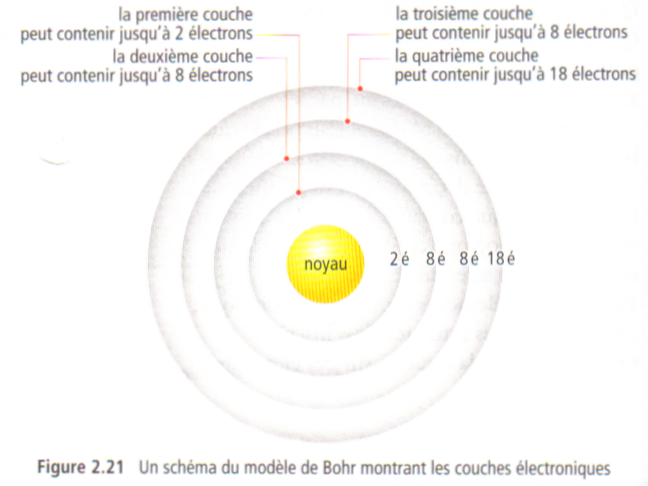 la première couche
peut contenir jusqu'à 2 électrons
la deuxième couche
peut contenir jusqu'à 8 électrons
la troisième couche
peut contenir jusqu'à 8 électrons
la quatrième couche
peut contenir jusqu'à 18 électrons
noyau
2 é 8 é 8 é 18 é
Figure 2.21 Un schéma du modèle de Bohr montrant les couches électroniques